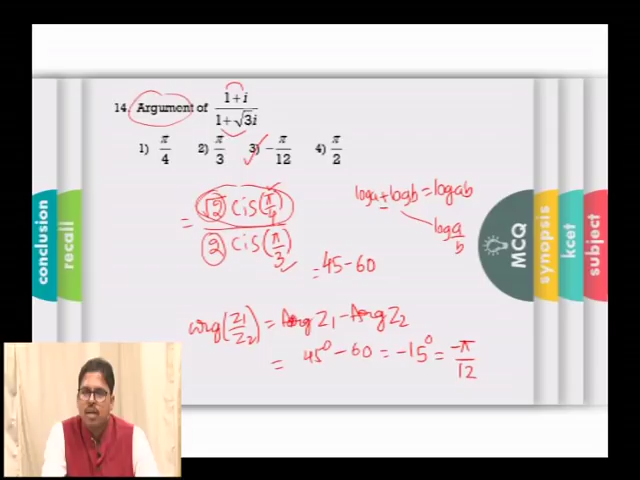 14. Argument of (1+i)/(1+√3i)
1) π/4 2) π/3 3) -π/12 4) π/2
= √2 cis(π/4) / 2 cis(π/3)
loga+logb=logab
log a/b
= 45-60
arg(Z1/Z2) = Arg Z1 - Arg Z2
= 45° - 60 = -15° = -π/12
conclusion
recall
MCQ
synopsis
kcet
subject